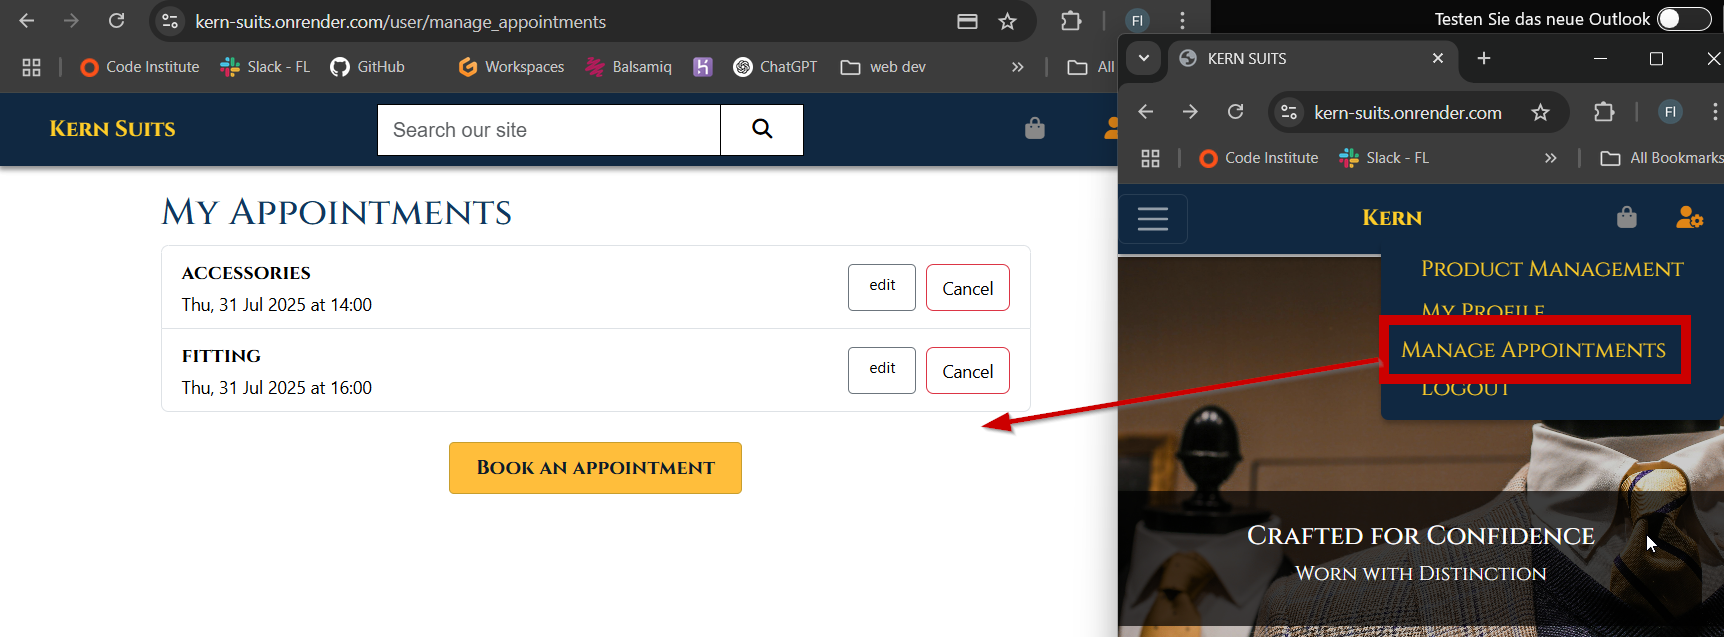 kern-suits.onrender.com/user/manage_appointments
FI
Code Institute
Slack - FL
GitHub
Workspaces
Balsamiq
ChatGPT
web dev
»
All
KERN SUITS
Search our site
MY APPOINTMENTS
ACCESSORIES
Thu, 31 Jul 2025 at 14:00
edit
Cancel
FITTING
Thu, 31 Jul 2025 at 16:00
edit
Cancel
BOOK AN APPOINTMENT
Testen Sie das neue Outlook
KERN SUITS
kern-suits.onrender.com
FI
Code Institute
Slack - FL
»
All Bookmarks
KERN
PRODUCT MANAGEMENT
MY PROFILE
MANAGE APPOINTMENTS
LOGOUT
CRAFTED FOR CONFIDENCE
WORN WITH DISTINCTION